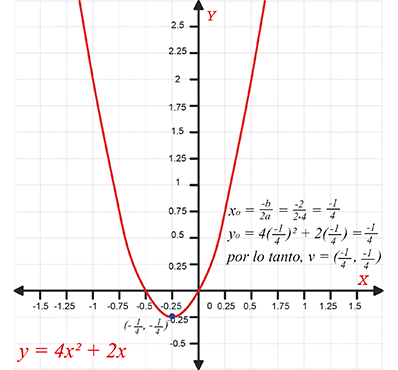 Y
2.5
2.25
2
1.75
1.5
1.25
1
0.75
x₀ = -b/2a = -2/2·4 = -1/4
0.5
y₀ = 4(-1/4)² + 2(-1/4) = -1/4
0.25
por lo tanto, v = (-1/4, -1/4)
X
-1.5 -1.25 -1 -0.75 -0.5 -0.25 0 0.25 0.5 0.75 1 1.25 1.5
(-1/4, -1/4)
-0.25
-0.5
y = 4x² + 2x